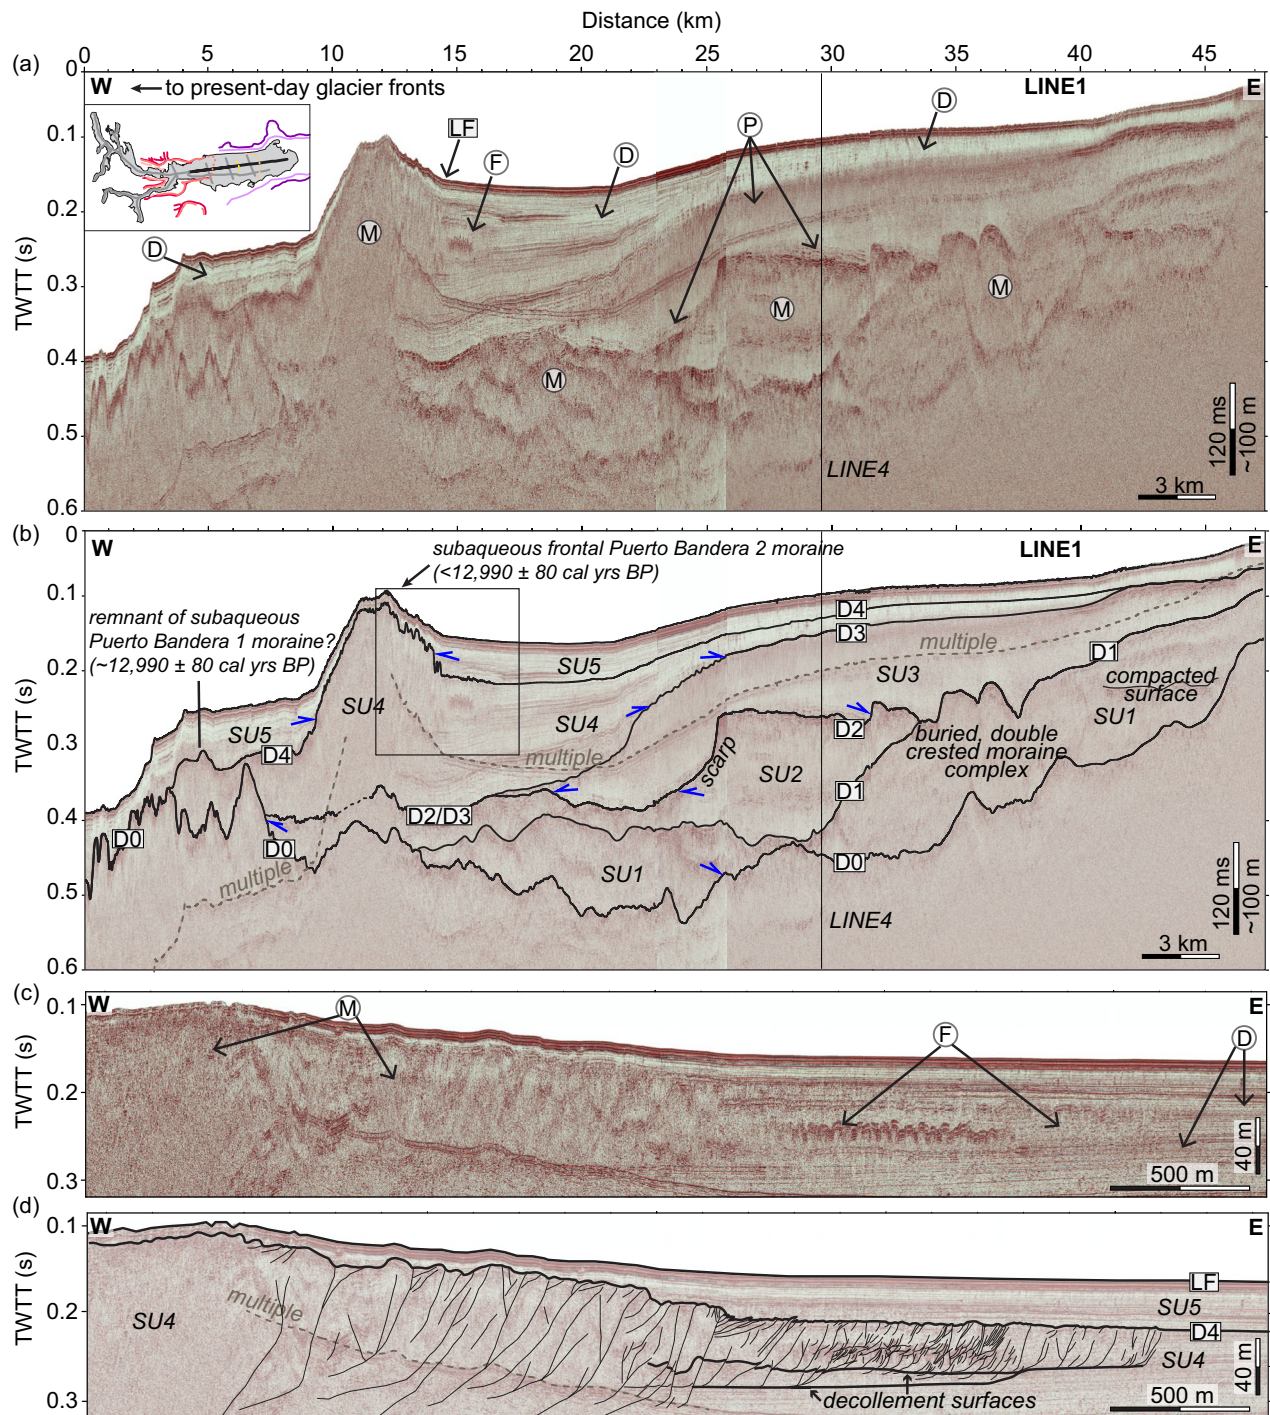 Distance (km)
0 5 10 15 20 25 30 35 40 45
(a)
W
to present-day glacier fronts
LINE1
E
D
LF
F
D
P
D
M
M
M
M
D
TWTT (s)
0
0.1
0.2
0.3
0.4
0.5
0.6
LINE4
120 ms
~100 m
3 km
(b)
W
subaqueous frontal Puerto Bandera 2 moraine
(<12,990 ± 80 cal yrs BP)
LINE1
E
remnant of subaqueous
Puerto Bandera 1 moraine?
(~12,990 ± 80 cal yrs BP)
TWTT (s)
0
0.1
0.2
0.3
0.4
0.5
0.6
D4
D3
multiple
D1
SU5
SU3
compacted
surface
SU4
SU4
SU1
SU5
D4
multiple
scarp
SU2
D2
buried, double
crested moraine
complex
D1
D0
D0
D2/D3
D0
SU1
multiple
LINE4
120 ms
~100 m
3 km
(c)
W
M
F
D
E
TWTT (s)
0.1
0.2
0.3
40 m
500 m
(d)
W
E
TWTT (s)
0.1
0.2
0.3
LF
SU5
D4
SU4
multiple
SU4
decollement surfaces
40 m
500 m